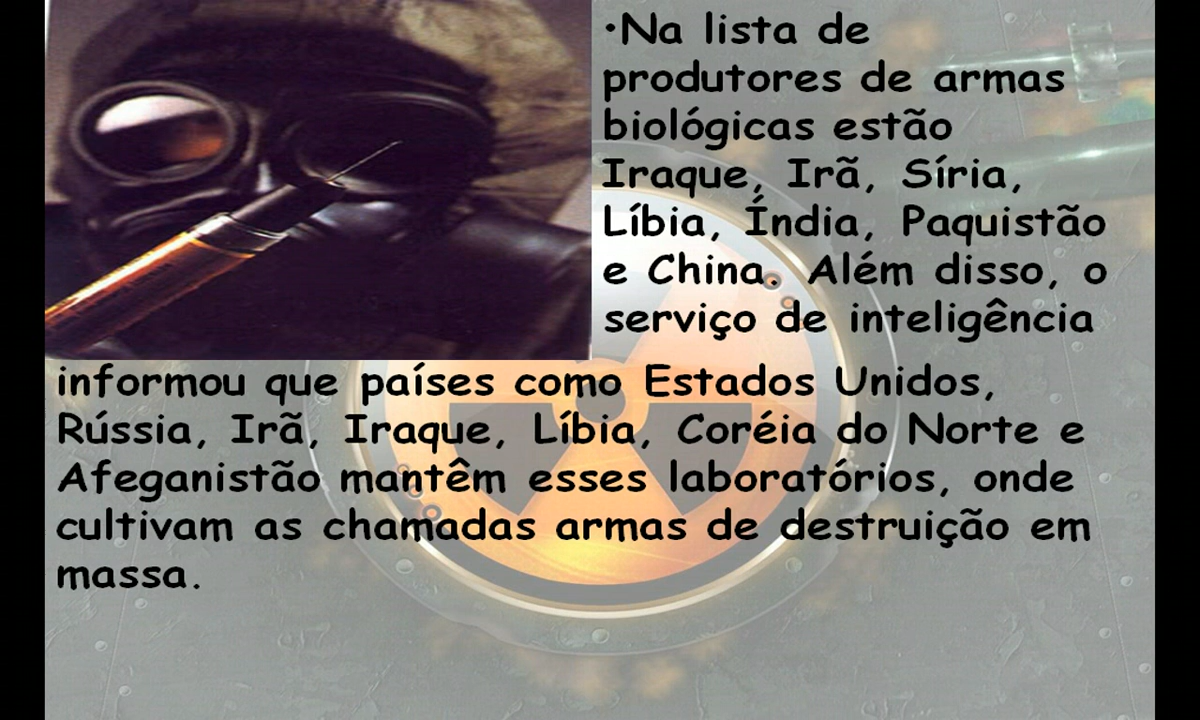 •Na lista de
produtores de armas
biológicas estão
Iraque, Irã, Síria,
Líbia, Índia, Paquistão
e China. Além disso, o
serviço de inteligência
informou que países como Estados Unidos,
Rússia, Irã, Iraque, Líbia, Coréia do Norte e
Afeganistão mantêm esses laboratórios, onde
cultivam as chamadas armas de destruição em
massa.